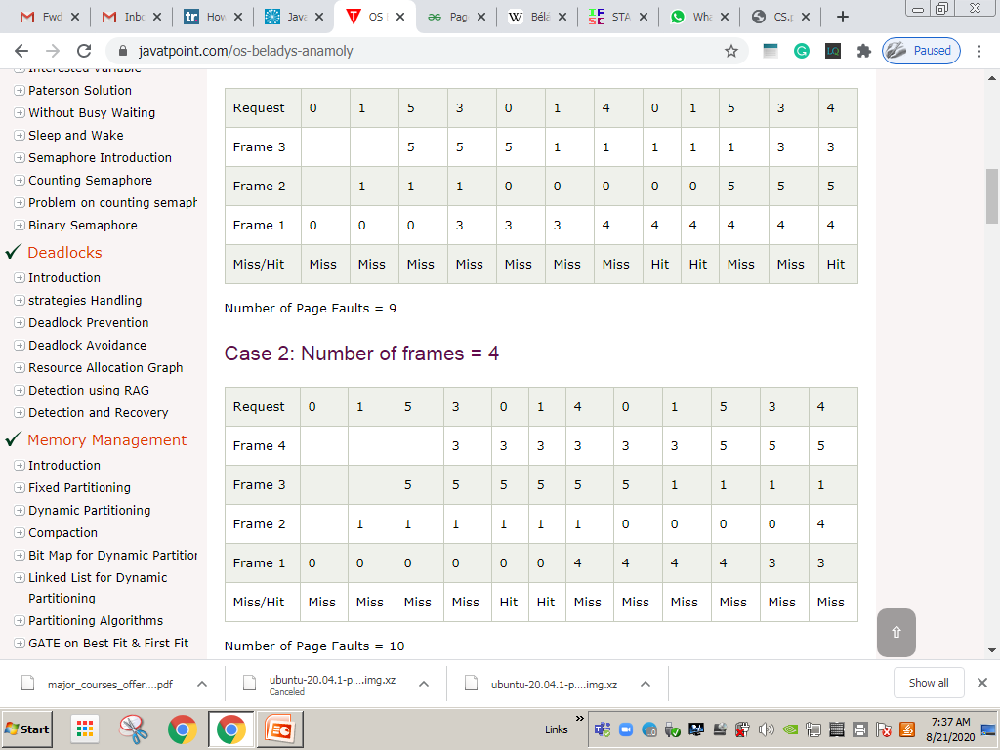 Fwd
Inbo
How
Java
OS
Pag
Béla
STA
Wha
CS.p
javatpoint.com/os-beladys-anamoly
Paused
Interested Variable
Paterson Solution
Without Busy Waiting
Sleep and Wake
Semaphore Introduction
Counting Semaphore
Problem on counting semaph
Binary Semaphore
Deadlocks
Introduction
strategies Handling
Deadlock Prevention
Deadlock Avoidance
Resource Allocation Graph
Detection using RAG
Detection and Recovery
Memory Management
Introduction
Fixed Partitioning
Dynamic Partitioning
Compaction
Bit Map for Dynamic Partition
Linked List for Dynamic
Partitioning
Partitioning Algorithms
GATE on Best Fit & First Fit
Request 0 1 5 3 0 1 4 0 1 5 3 4
Frame 3 5 5 5 1 1 1 1 1 3 3
Frame 2 1 1 1 0 0 0 0 0 5 5 5
Frame 1 0 0 0 3 3 3 4 4 4 4 4 4
Miss/Hit Miss Miss Miss Miss Miss Miss Miss Hit Hit Miss Miss Hit
Number of Page Faults = 9
Case 2: Number of frames = 4
Request 0 1 5 3 0 1 4 0 1 5 3 4
Frame 4 3 3 3 3 3 3 5 5 5
Frame 3 5 5 5 5 5 5 1 1 1 1
Frame 2 1 1 1 1 1 1 0 0 0 0 4
Frame 1 0 0 0 0 0 0 4 4 4 4 3 3
Miss/Hit Miss Miss Miss Miss Hit Hit Miss Miss Miss Miss Miss Miss
Number of Page Faults = 10
major_courses_offer....pdf
ubuntu-20.04.1-p....img.xz
Canceled
ubuntu-20.04.1-p....img.xz
Show all
Start
Links
7:37 AM
8/21/2020